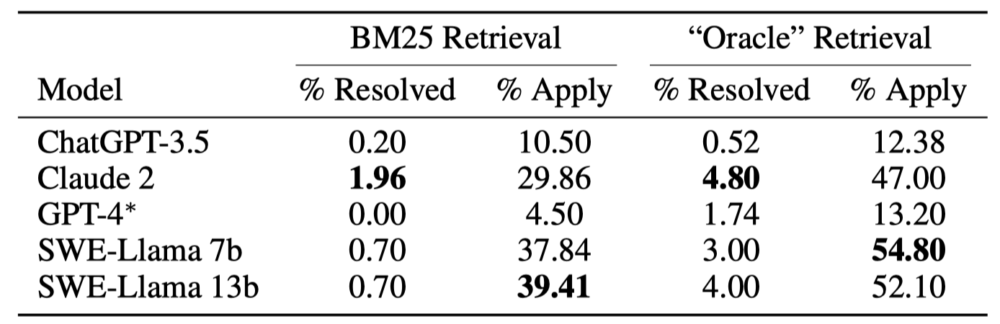 BM25 Retrieval “Oracle” Retrieval
Model % Resolved % Apply % Resolved % Apply
ChatGPT-3.5 0.20 10.50 0.52 12.38
Claude 2 1.96 29.86 4.80 47.00
GPT-4* 0.00 4.50 1.74 13.20
SWE-Llama 7b 0.70 37.84 3.00 54.80
SWE-Llama 13b 0.70 39.41 4.00 52.10